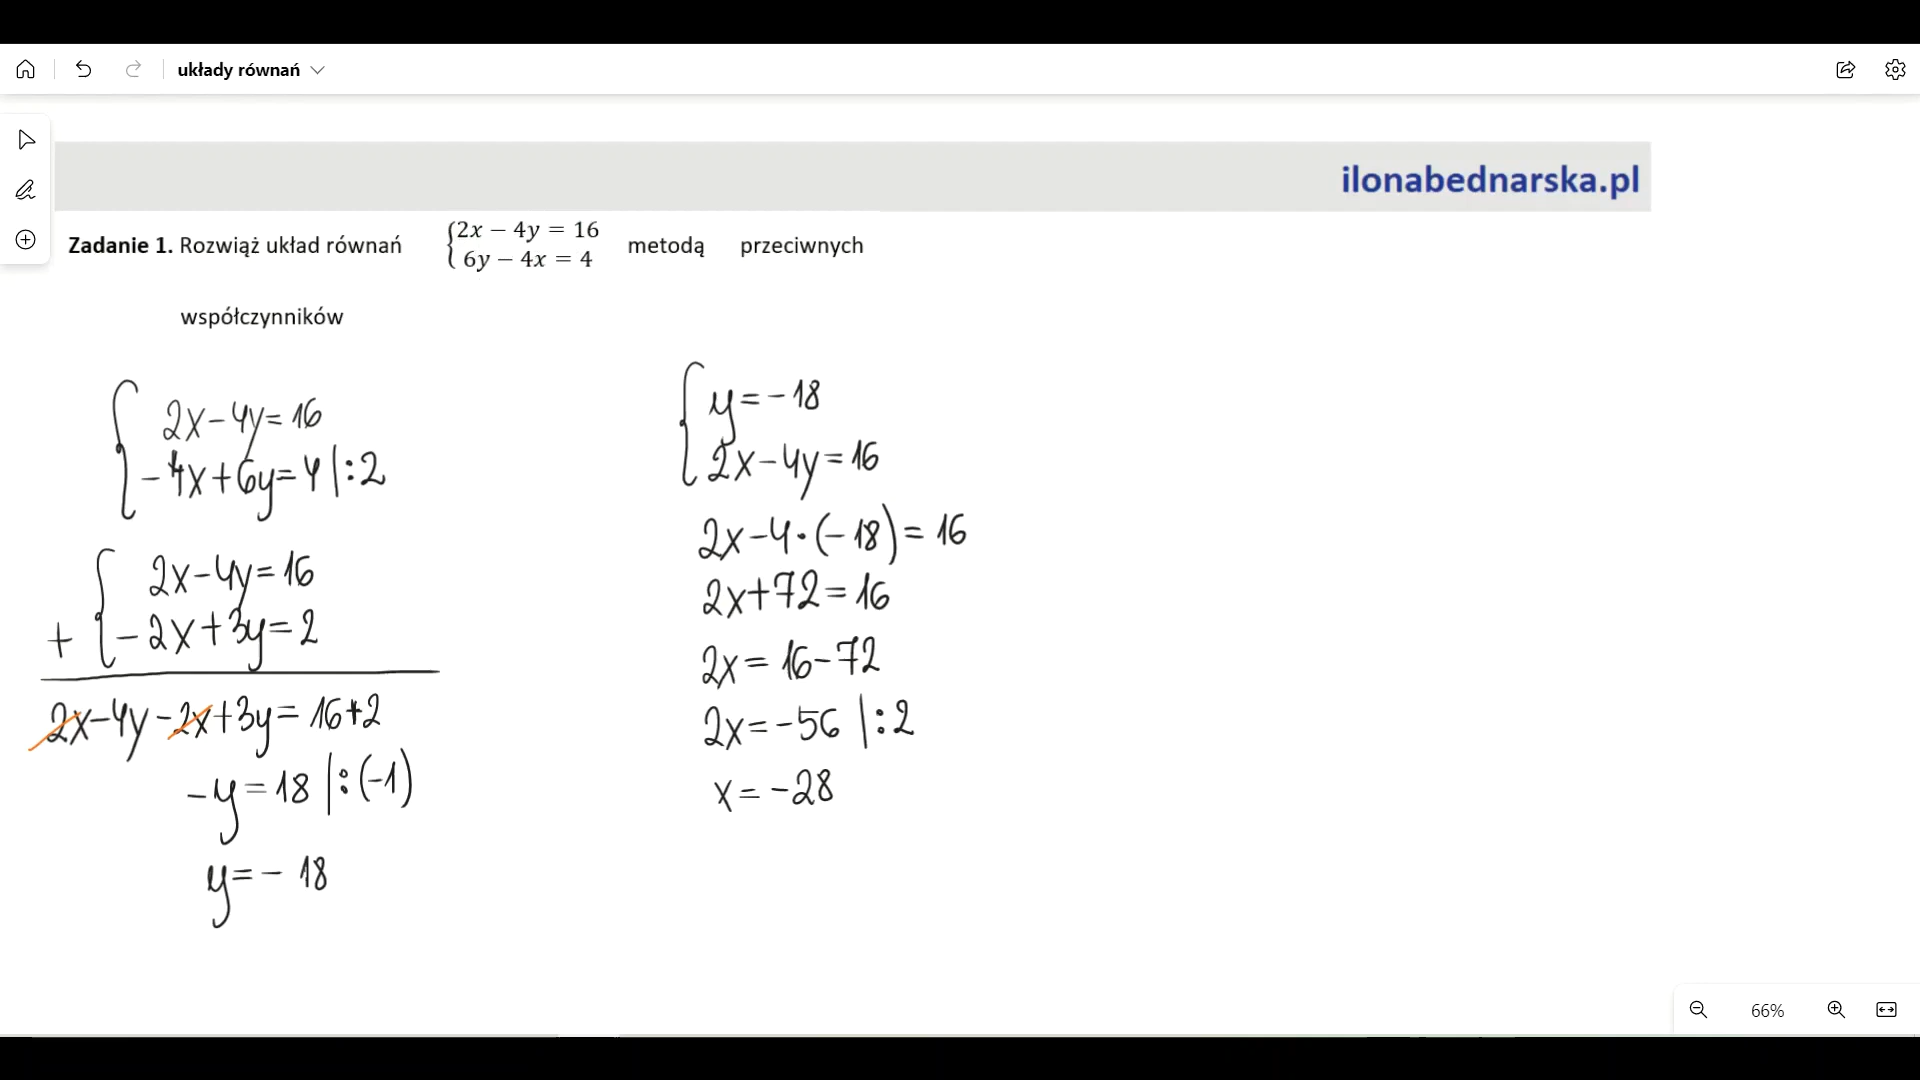 układy równań
ilonabednarska.pl
Zadanie 1. Rozwiąż układ równań {2x − 4y = 16 metodą przeciwnych
6y − 4x = 4
współczynników
2x-4y=16
-4x+6y=4 |:2
2x-4y=16
+ -2x+3y=2
2x-4y-2x+3y=16+2
-y=18 |:(-1)
y=-18
y=-18
2x-4y=16
2x-4·(-18)=16
2x+72=16
2x=16-72
2x=-56 |:2
x=-28
66%